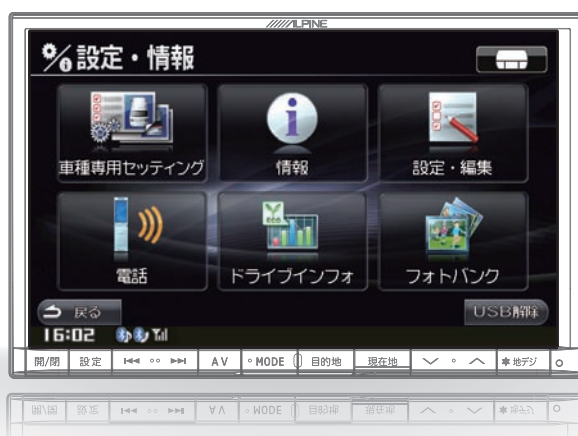 ALPINE
設定・情報
車種専用セッティング
情報
設定・編集
eco
電話
ドライブインフォ
フォトバンク
戻る
USB解除
16:02
開/閉 設定 AV MODE 目的地 現在地 地デジ